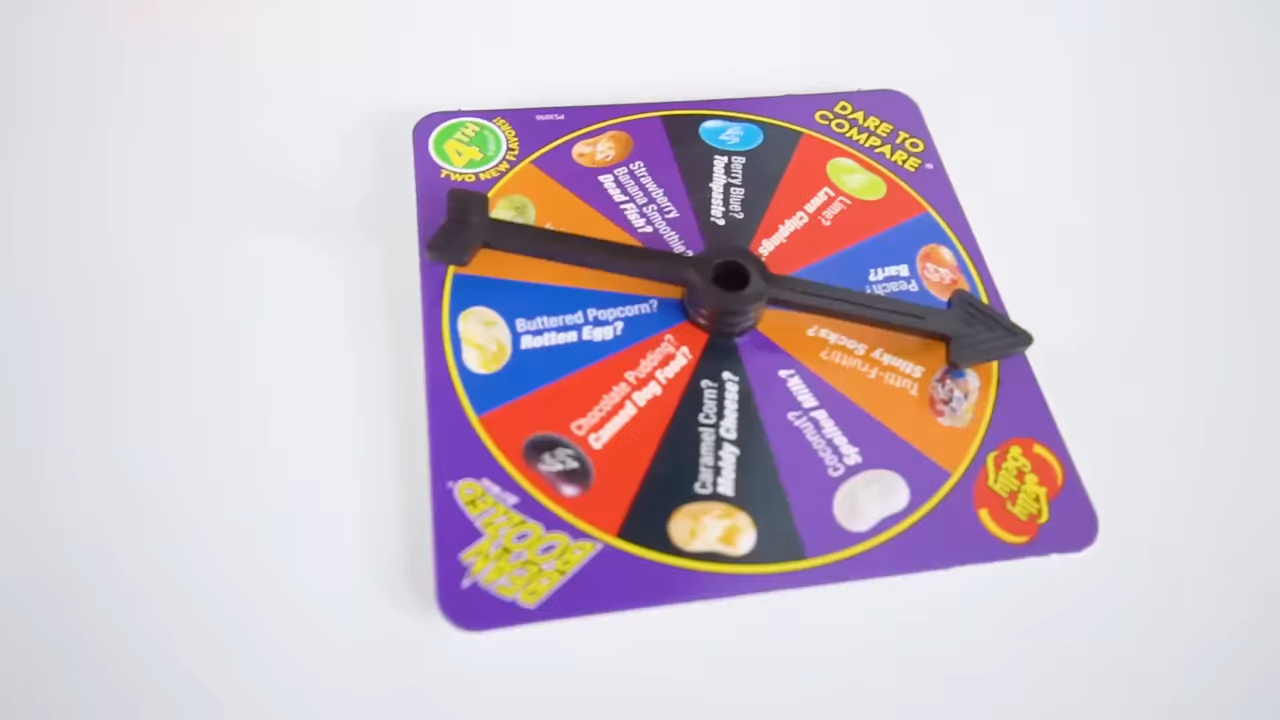 4TH
TWO NEW FLAVORS!
DARE TO
COMPARE
Strawberry
Banana Smoothie?
Dead Fish?
Berry Blue?
Toothpaste?
Lime?
Lawn Clippings?
Peach?
Barf?
Tutti-Fruitti?
Stinky Socks?
Coconut?
Spoiled Milk?
Caramel Corn?
Moldy Cheese?
Chocolate Pudding?
Canned Dog Food?
Buttered Popcorn?
Rotten Egg?
Jelly
Belly
BEAN
BOOZLED